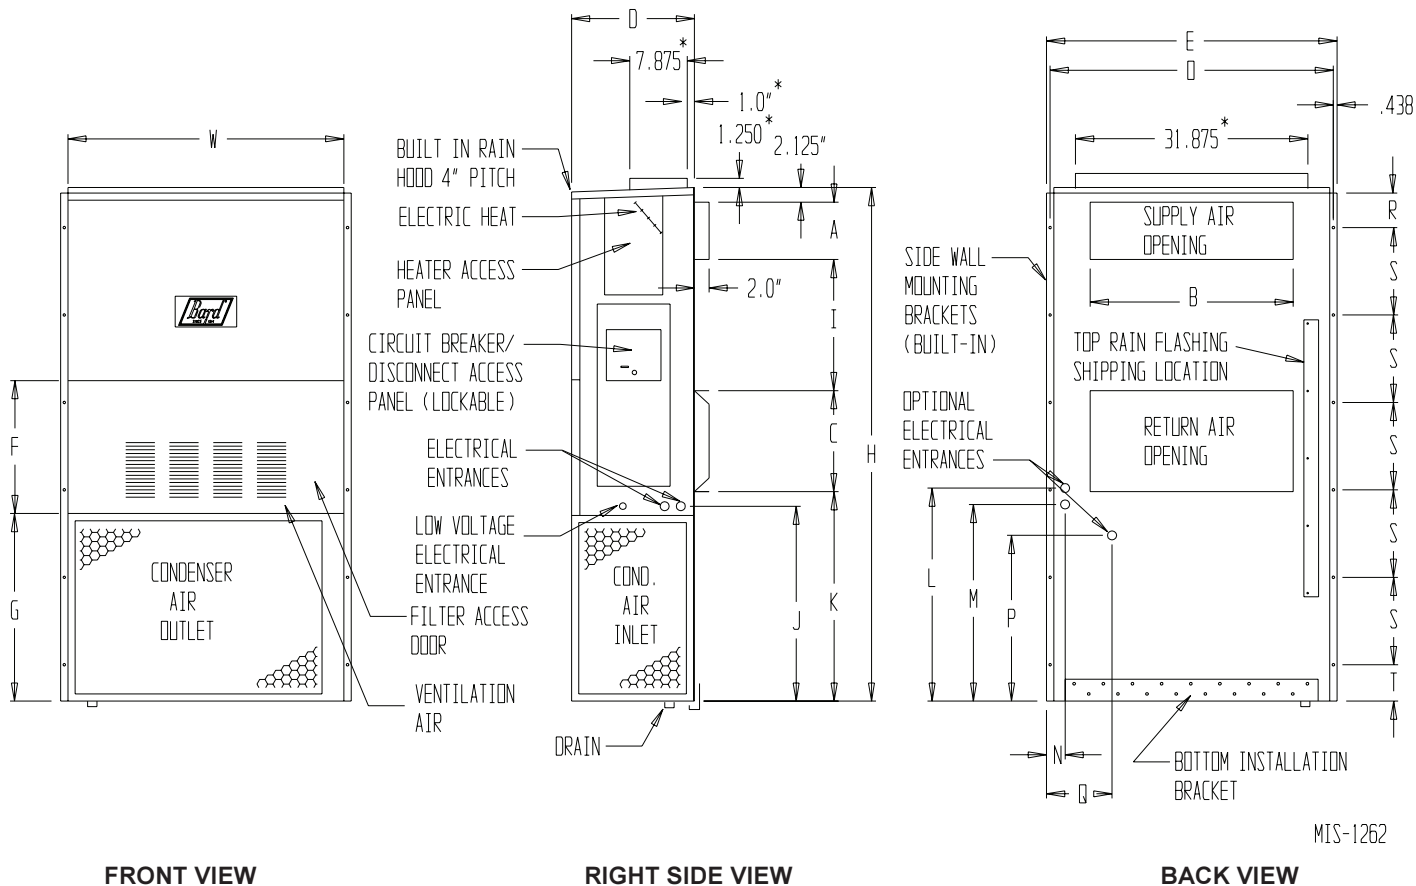 W
BUILT IN RAIN
HOOD 4" PITCH
ELECTRIC HEAT
HEATER ACCESS
PANEL
Bard
CIRCUIT BREAKER/
DISCONNECT ACCESS
PANEL (LOCKABLE)
ELECTRICAL
ENTRANCES
LOW VOLTAGE
ELECTRICAL
ENTRANCE
FILTER ACCESS
DOOR
VENTILATION
AIR
F
G
CONDENSER
AIR
OUTLET
FRONT VIEW
D
7.875*
1.0"*
1.250*
2.125"
A
2.0"
I
C
H
J
K
COND.
AIR
INLET
DRAIN
RIGHT SIDE VIEW
E
O
.438
31.875*
SUPPLY AIR
OPENING
B
SIDE WALL
MOUNTING
BRACKETS
(BUILT-IN)
TOP RAIN FLASHING
SHIPPING LOCATION
OPTIONAL
ELECTRICAL
ENTRANCES
RETURN AIR
OPENING
R
S
S
S
S
S
T
L
M
P
N
Q
BOTTOM INSTALLATION
BRACKET
MIS-1262
BACK VIEW